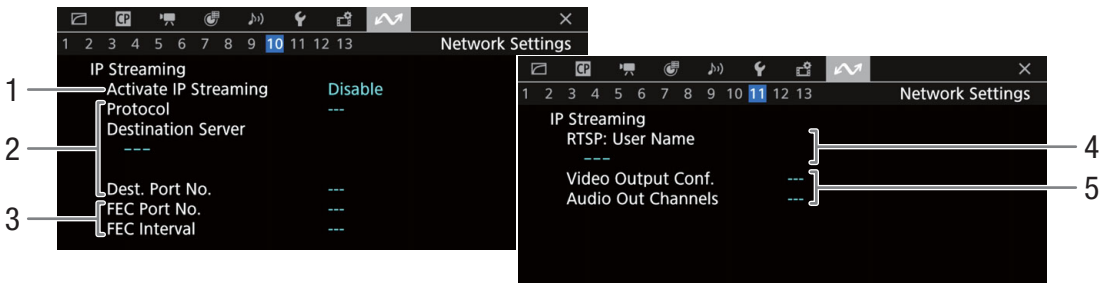 CP
×
1 2 3 4 5 6 7 8 9 10 11 12 13 Network Settings
IP Streaming
1 Activate IP Streaming Disable
Protocol ---
Destination Server
2 ---
Dest. Port No. ---
3 FEC Port No. ---
FEC Interval ---
CP
×
1 2 3 4 5 6 7 8 9 10 11 12 13 Network Settings
IP Streaming
RTSP: User Name 4
---
Video Output Conf. --- 5
Audio Out Channels ---